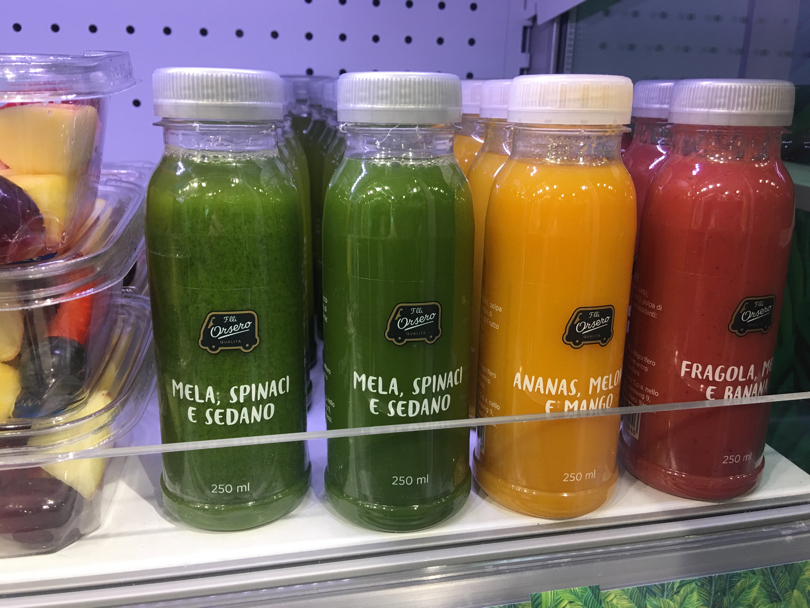 F.lli
Orsero
QUALITÀ
MELA, SPINACI
E SEDANO
250 ml
F.lli
Orsero
QUALITÀ
MELA, SPINACI
E SEDANO
250 ml
F.lli
Orsero
QUALITÀ
ANANAS, MELO
E MANGO
250 ml
F.lli
Orsero
FRAGOLA, M
E BANAN
250 ml